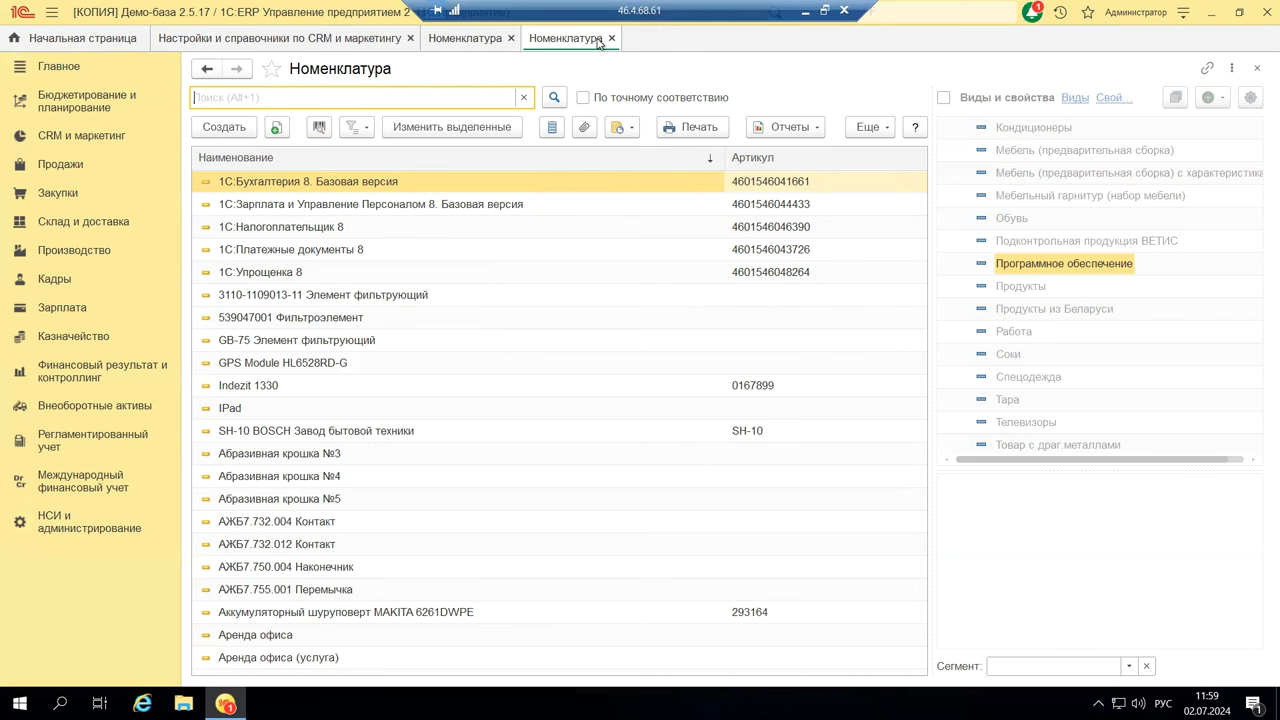 [КОПИЯ] Демо-база 2.5.17 / 1С:ERP Управление предприятием 2
46.4.68.61
1
Администратор
Начальная страница
Настройки и справочники по CRM и маркетингу
Номенклатура
Номенклатура
Главное
Бюджетирование и
планирование
CRM и маркетинг
Продажи
Закупки
Склад и доставка
Производство
Кадры
Зарплата
Казначейство
Финансовый результат и
контроллинг
Внеоборотные активы
Регламентированный
учет
Международный
финансовый учет
НСИ и
администрирование
Номенклатура
Поиск (Alt+1)
По точному соответствию
Создать
Изменить выделенные
Печать
Отчеты
Еще
?
Наименование
Артикул
1С:Бухгалтерия 8. Базовая версия
4601546041661
1С:Зарплата и Управление Персоналом 8. Базовая версия
4601546044433
1С:Налогоплательщик 8
4601546046390
1С:Платежные документы 8
4601546043726
1С:Упрощенка 8
4601546048264
3110-1109013-11 Элемент фильтрующий
539047001 Фильтроэлемент
GB-75 Элемент фильтрующий
GPS Module HL6528RD-G
Indezit 1330
0167899
IPad
SH-10 BOSCH Завод бытовой техники
SH-10
Абразивная крошка №3
Абразивная крошка №4
Абразивная крошка №5
АЖБ7.732.004 Контакт
АЖБ7.732.012 Контакт
АЖБ7.750.004 Наконечник
АЖБ7.755.001 Перемычка
Аккумуляторный шуруповерт MAKITA 6261DWPE
293164
Аренда офиса
Аренда офиса (услуга)
Виды и свойства
Виды
Свой...
Кондиционеры
Мебель (предварительная сборка)
Мебель (предварительная сборка) с характеристика
Мебельный гарнитур (набор мебели)
Обувь
Подконтрольная продукция ВЕТИС
Программное обеспечение
Продукты
Продукты из Беларуси
Работа
Соки
Спецодежда
Тара
Телевизоры
Товар с драг.металлами
Сегмент:
1
РУС
11:59
02.07.2024
1